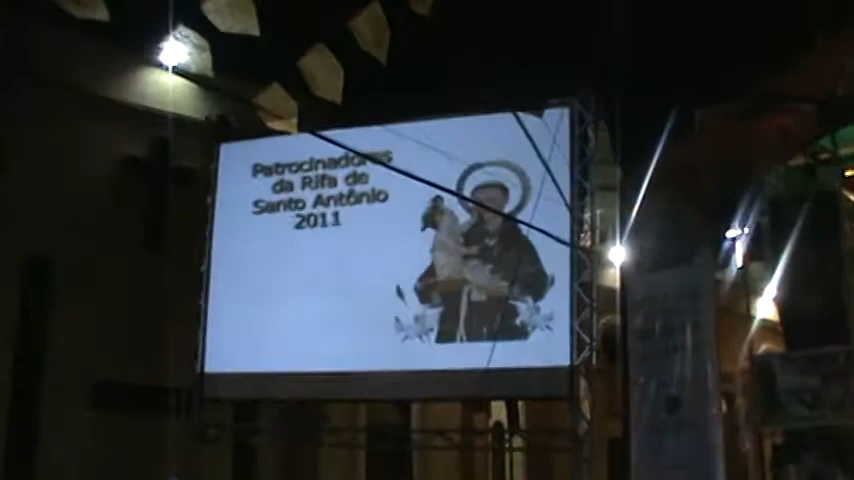 Patrocinadores
da Rifa de
Santo Antônio
2011